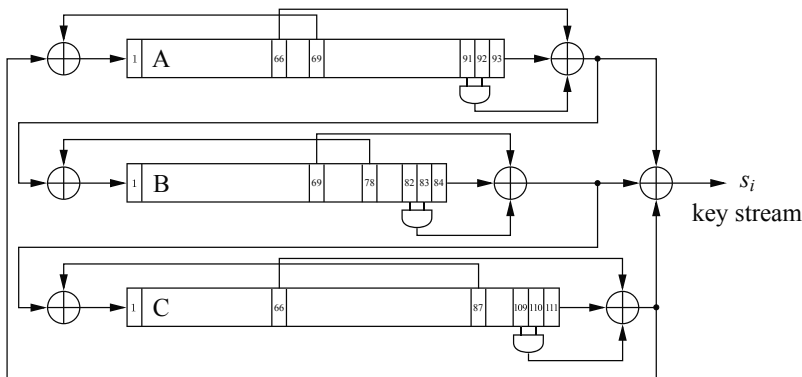 1 A 66 69 91 92 93
1 B 69 78 82 83 84
s_i
key stream
1 C 66 87 109 110 111